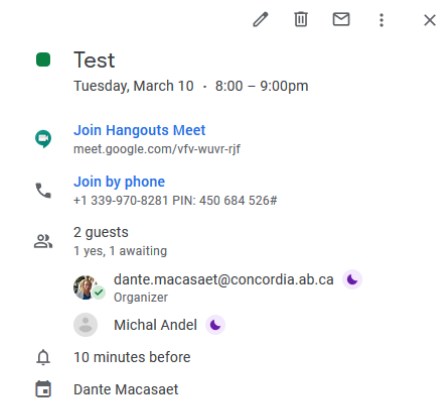 Test
Tuesday, March 10 · 8:00 – 9:00pm
Join Hangouts Meet
meet.google.com/vfv-wuvr-rjf
Join by phone
+1 339-970-8281 PIN: 450 684 526#
2 guests
1 yes, 1 awaiting
dante.macasaet@concordia.ab.ca
Organizer
Michal Andel
10 minutes before
Dante Macasaet